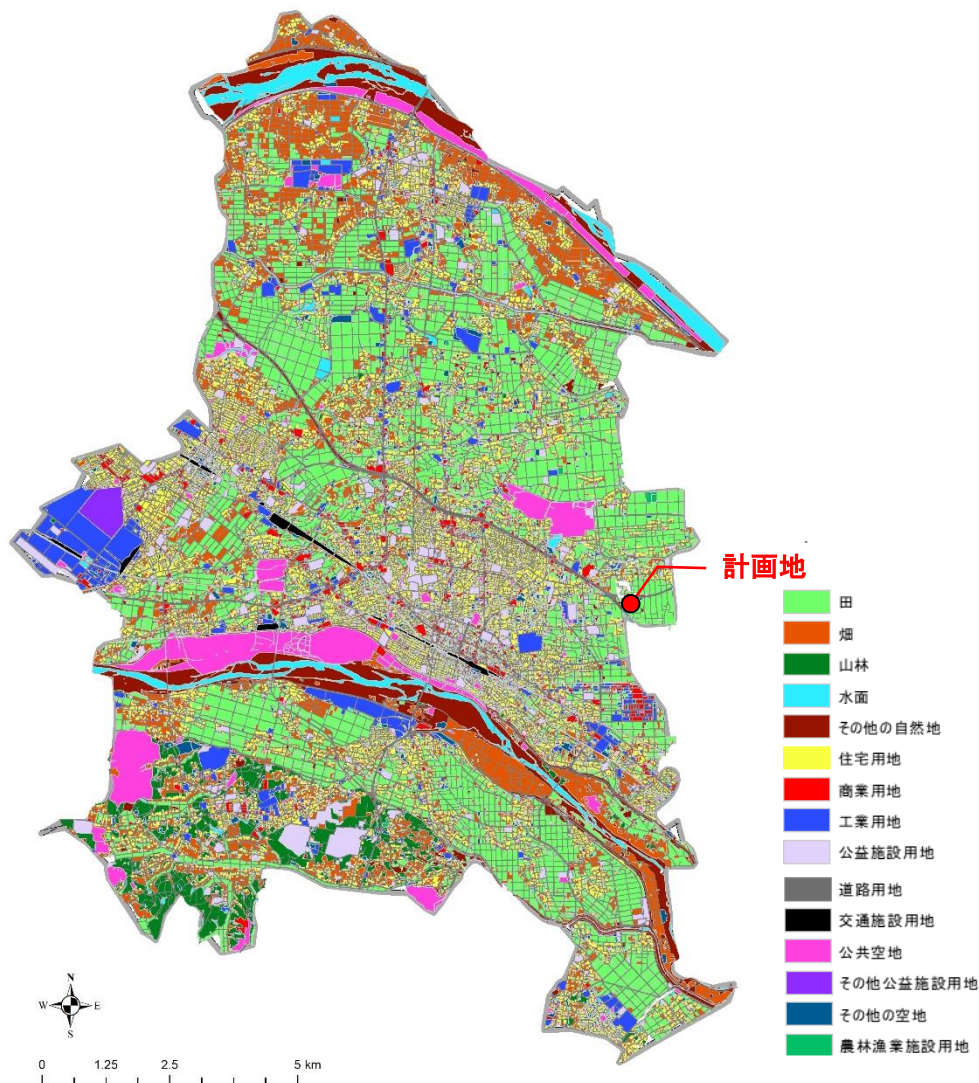 計画地
田
畑
山林
水面
その他の自然地
住宅用地
商業用地
工業用地
公益施設用地
道路用地
交通施設用地
公共空地
その他公益施設用地
その他の空地
農林漁業施設用地
N
W E
S
0 1.25 2.5 5 km